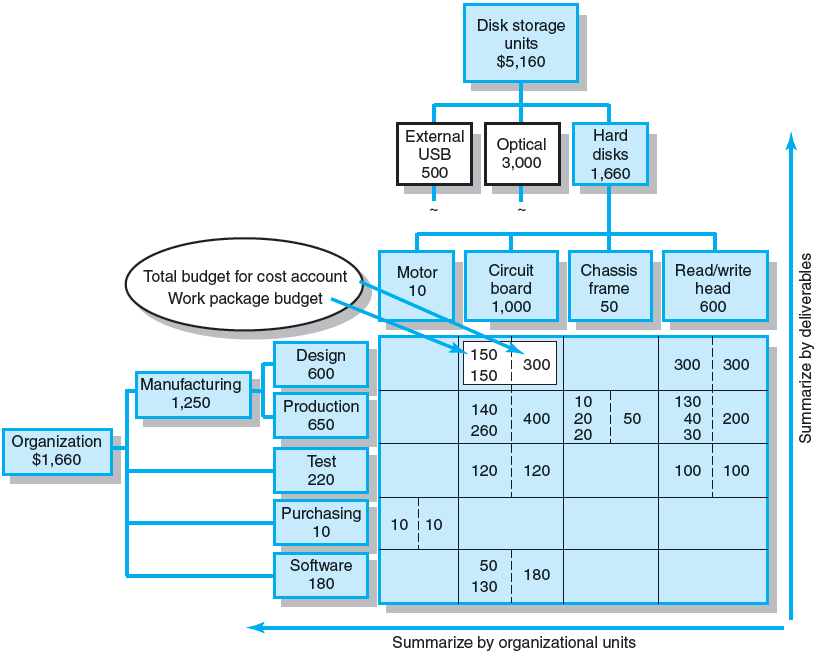 Disk storage
units
$5,160
External
USB
500
Optical
3,000
Hard
disks
1,660
~
~
Total budget for cost account
Work package budget
Motor
10
Circuit
board
1,000
Chassis
frame
50
Read/write
head
600
Summarize by deliverables
Organization
$1,660
Manufacturing
1,250
Design
600
150
150
300
300
300
Production
650
140
260
400
10
20
20
50
130
40
30
200
Test
220
120
120
100
100
Purchasing
10
10
10
Software
180
50
130
180
Summarize by organizational units